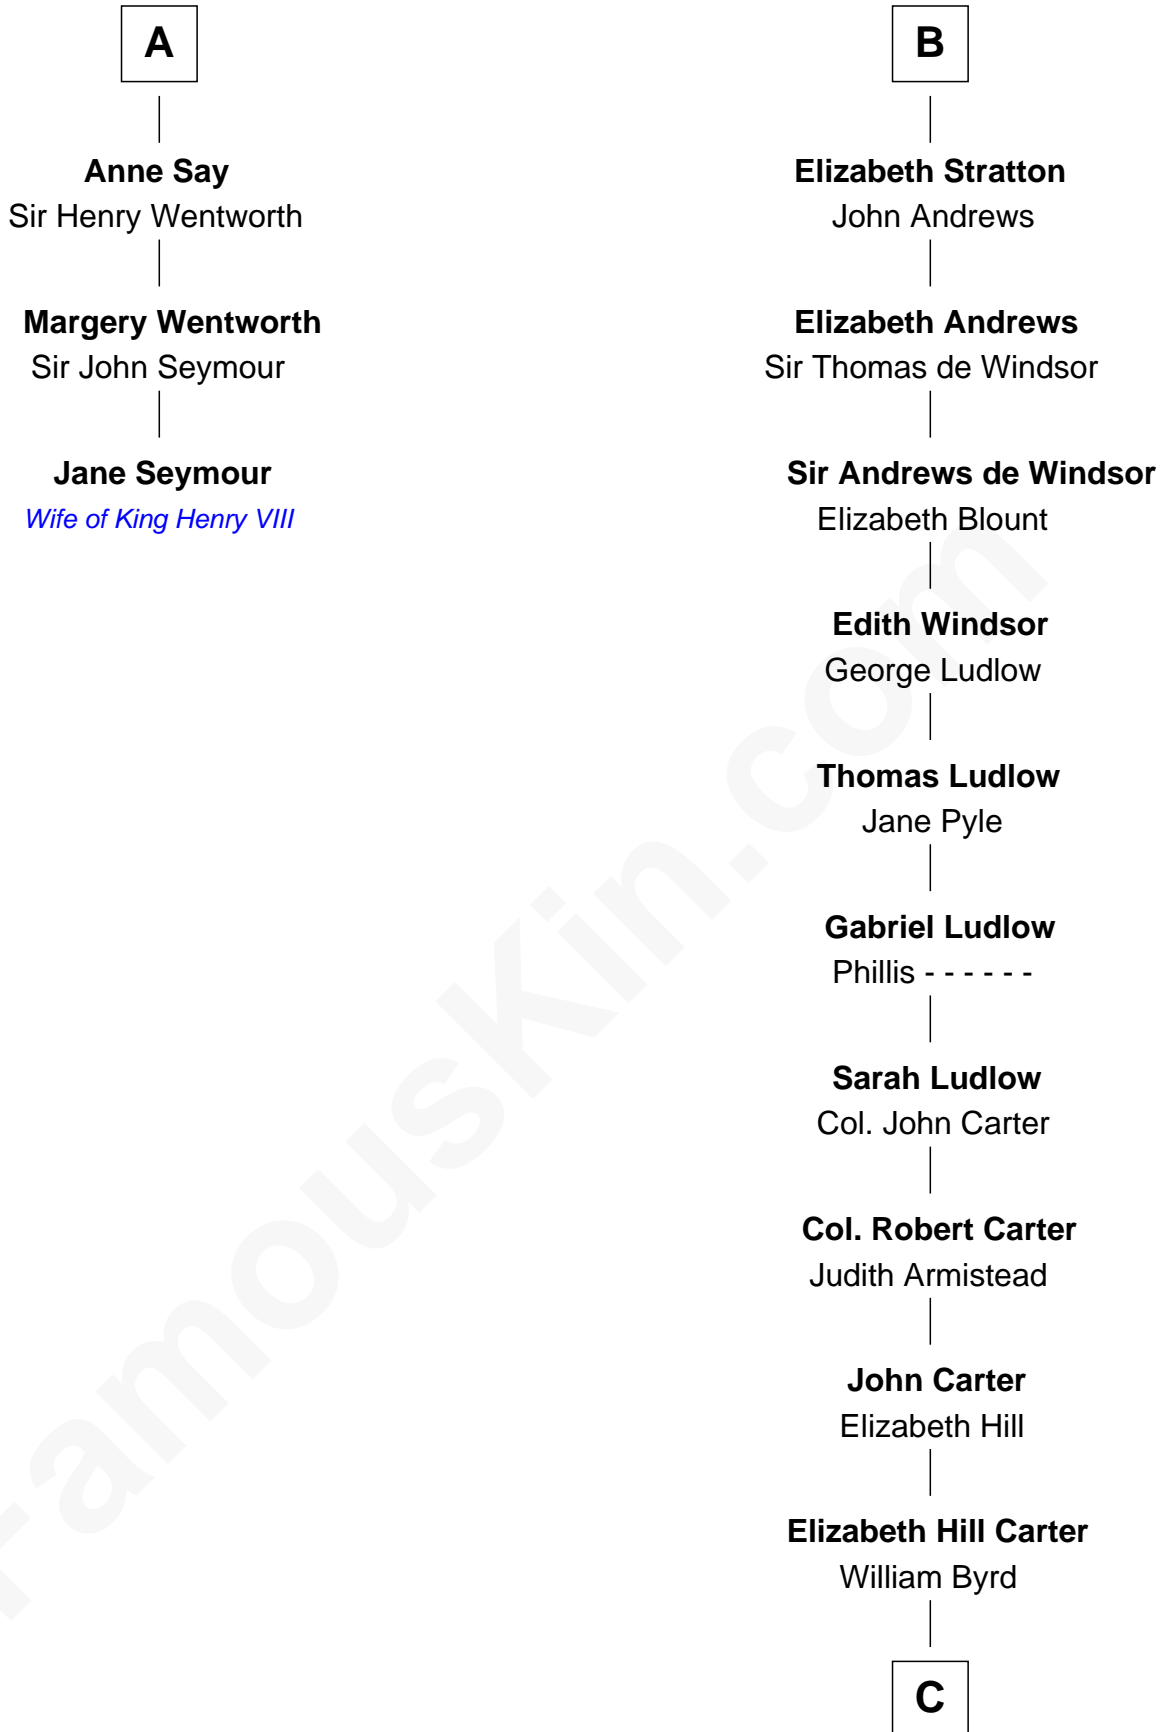 A
Anne Say
Sir Henry Wentworth
Margery Wentworth
Sir John Seymour
Jane Seymour
Wife of King Henry VIII
B
Elizabeth Stratton
John Andrews
Elizabeth Andrews
Sir Thomas de Windsor
Sir Andrews de Windsor
Elizabeth Blount
Edith Windsor
George Ludlow
Thomas Ludlow
Jane Pyle
Gabriel Ludlow
Phillis - - - - - -
Sarah Ludlow
Col. John Carter
Col. Robert Carter
Judith Armistead
John Carter
Elizabeth Hill
Elizabeth Hill Carter
William Byrd
C
FamousKin.com